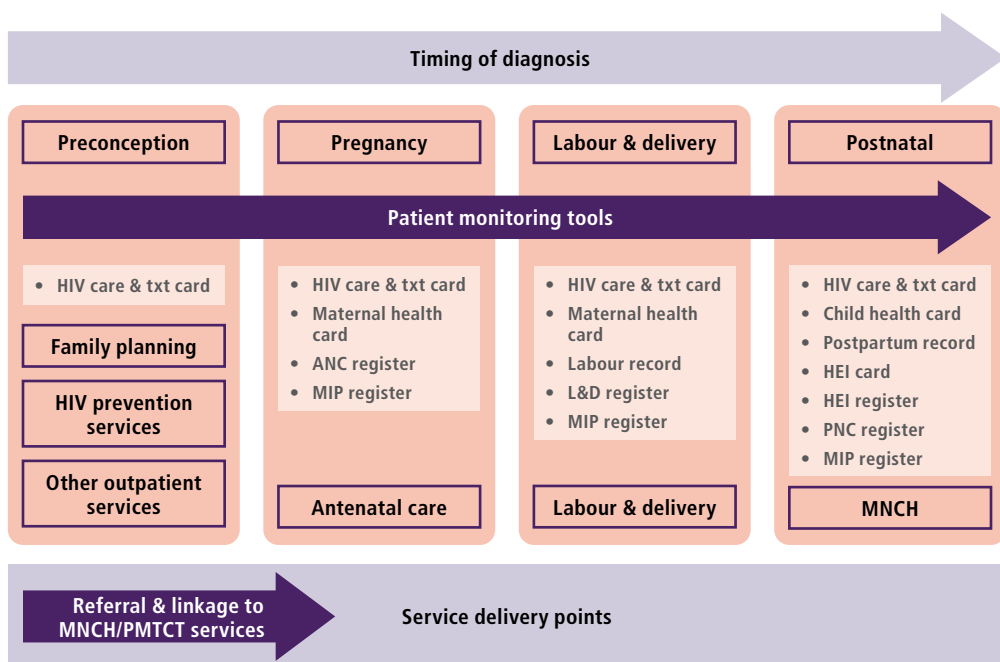 Timing of diagnosis
Preconception
Pregnancy
Labour & delivery
Postnatal
Patient monitoring tools
• HIV care & txt card
Family planning
HIV prevention
services
Other outpatient
services
• HIV care & txt card
• Maternal health
card
• ANC register
• MIP register
Antenatal care
• HIV care & txt card
• Maternal health
card
• Labour record
• L&D register
• MIP register
Labour & delivery
• HIV care & txt card
• Child health card
• Postpartum record
• HEI card
• HEI register
• PNC register
• MIP register
MNCH
Referral & linkage to
MNCH/PMTCT services
Service delivery points